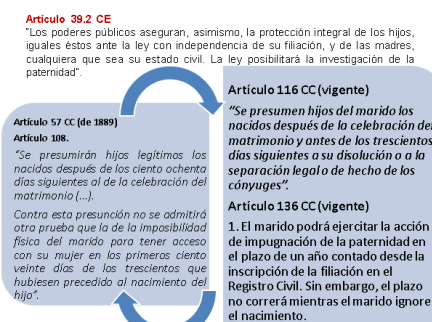 Artículo 39.2 CE
"Los poderes públicos aseguran, asimismo, la protección integral de los hijos,
iguales éstos ante la ley con independencia de su filiación, y de las madres,
cualquiera que sea su estado civil. La ley posibilitará la investigación de la
paternidad".
Artículo 57 CC (de 1889)
Artículo 108.
"Se presumirán hijos legítimos los
nacidos después de los ciento ochenta
días siguientes al de la celebración del
matrimonio (...).
Contra esta presunción no se admitirá
otra prueba que la de la imposibilidad
física del marido para tener acceso
con su mujer en los primeros ciento
veinte días de los trescientos que
hubiesen precedido al nacimiento del
hijo".
Artículo 116 CC (vigente)
"Se presumen hijos del marido los
nacidos después de la celebración del
matrimonio y antes de los trescientos
días siguientes a su disolución o a la
separación legal o de hecho de los
cónyuges".
Artículo 136 CC (vigente)
1. El marido podrá ejercitar la acción
de impugnación de la paternidad en
el plazo de un año contado desde la
inscripción de la filiación en el
Registro Civil. Sin embargo, el plazo
no correrá mientras el marido ignore
el nacimiento.